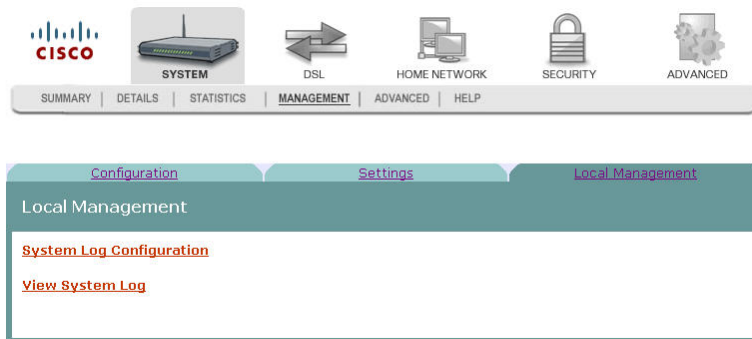 CISCO
SYSTEM DSL HOME NETWORK SECURITY ADVANCED
SUMMARY | DETAILS | STATISTICS | MANAGEMENT | ADVANCED | HELP
Configuration Settings Local Management
Local Management
System Log Configuration
View System Log